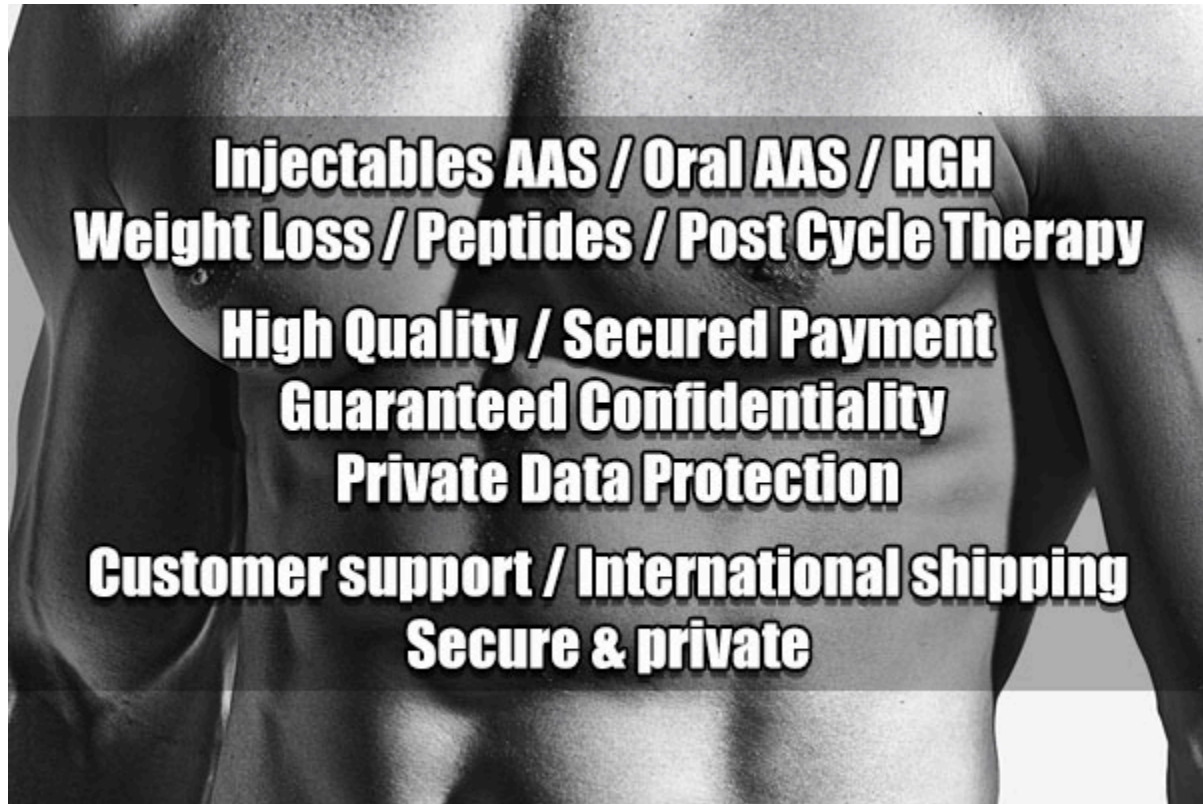 Injectables AAS / Oral AAS / HGH
Weight Loss / Peptides / Post Cycle Therapy
High Quality / Secured Payment
Guaranteed Confidentiality
Private Data Protection
Customer support / International shipping
Secure & private